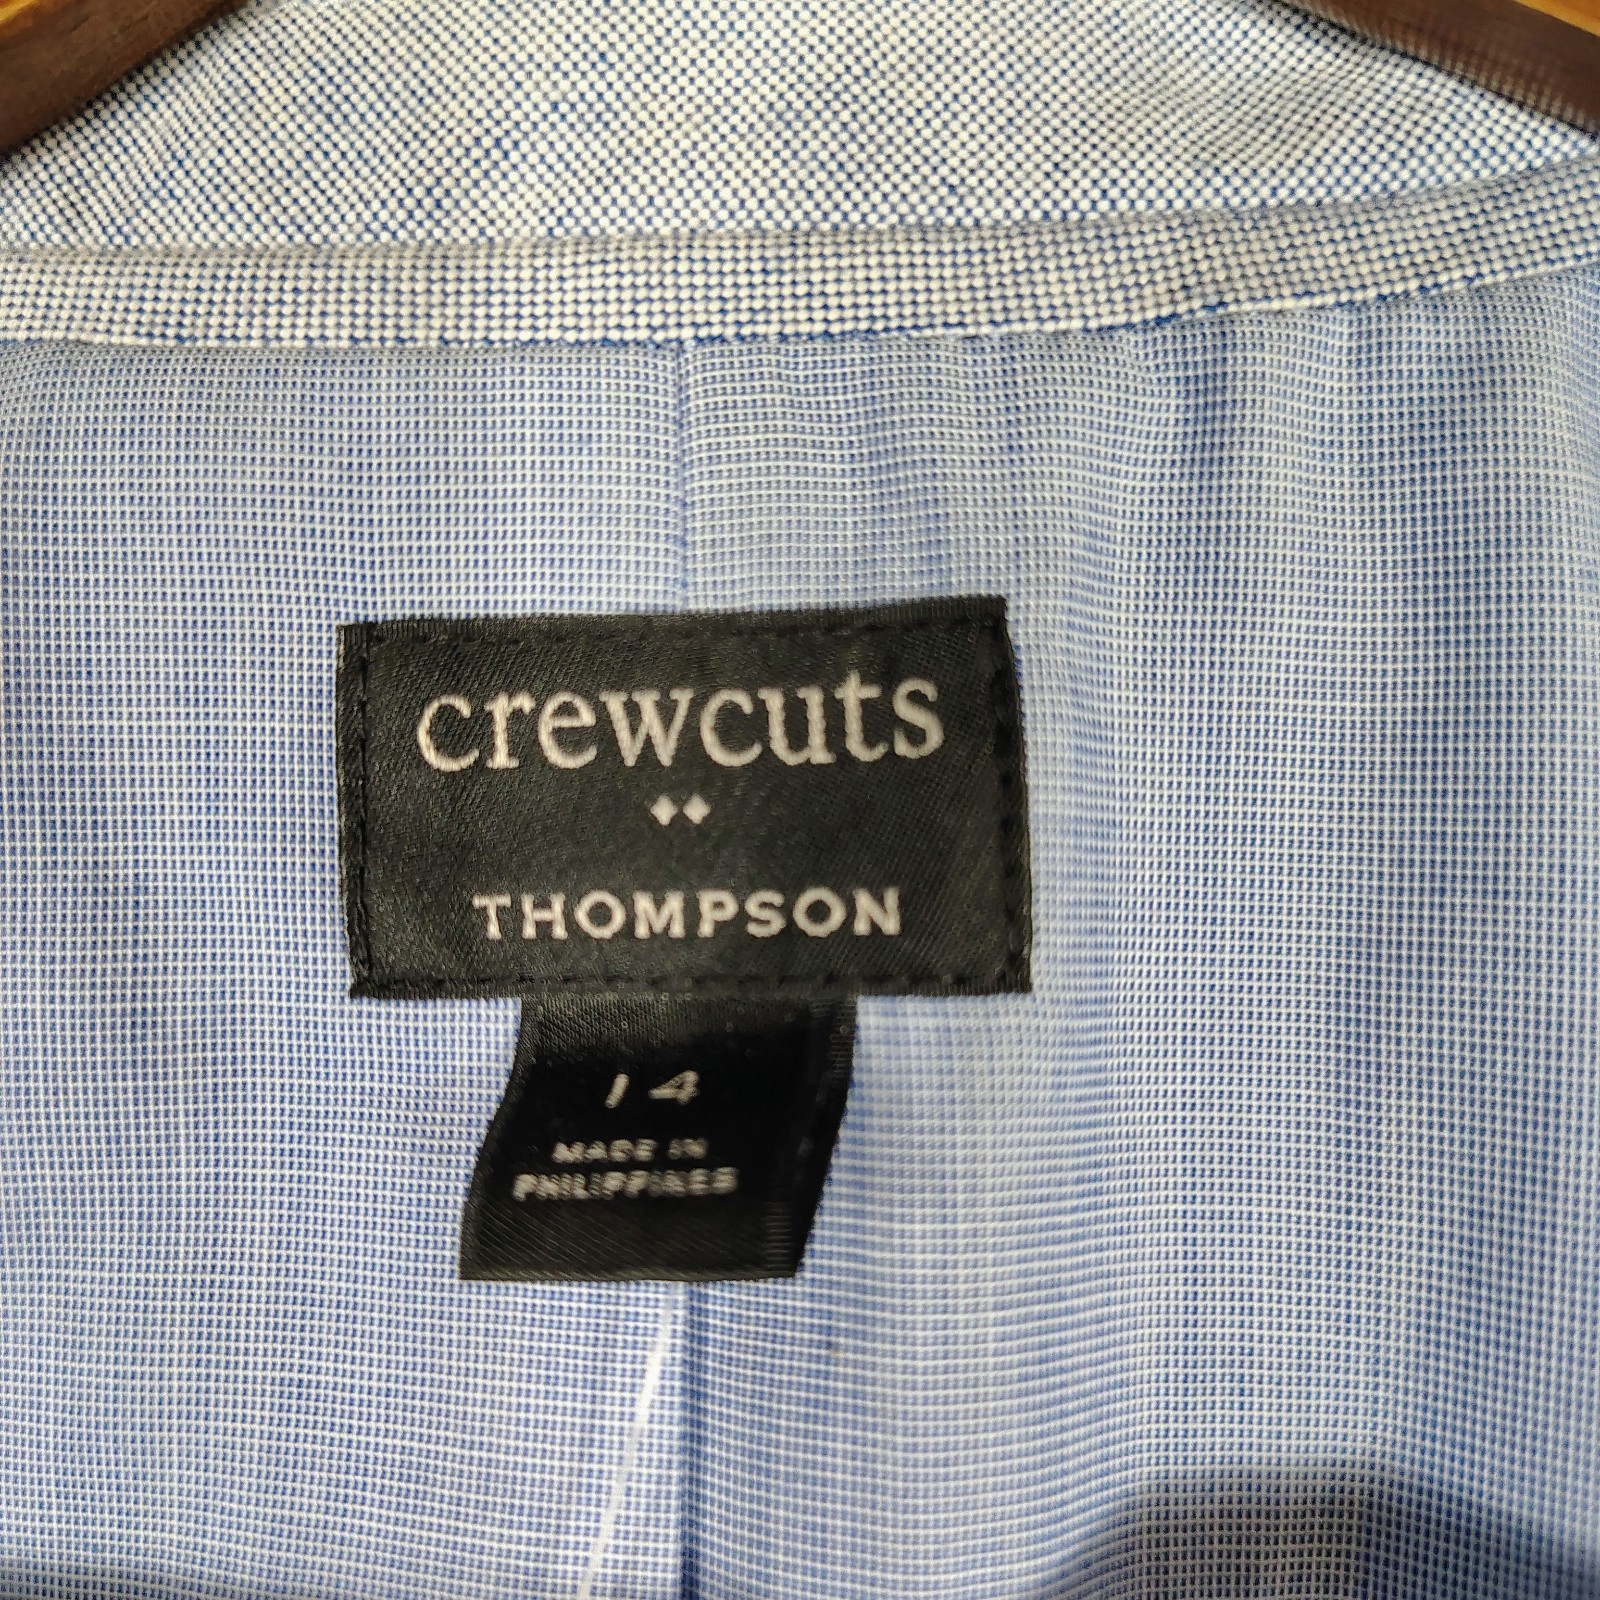 crewcuts
THOMPSON
14
MADE IN
PHILIPPINES